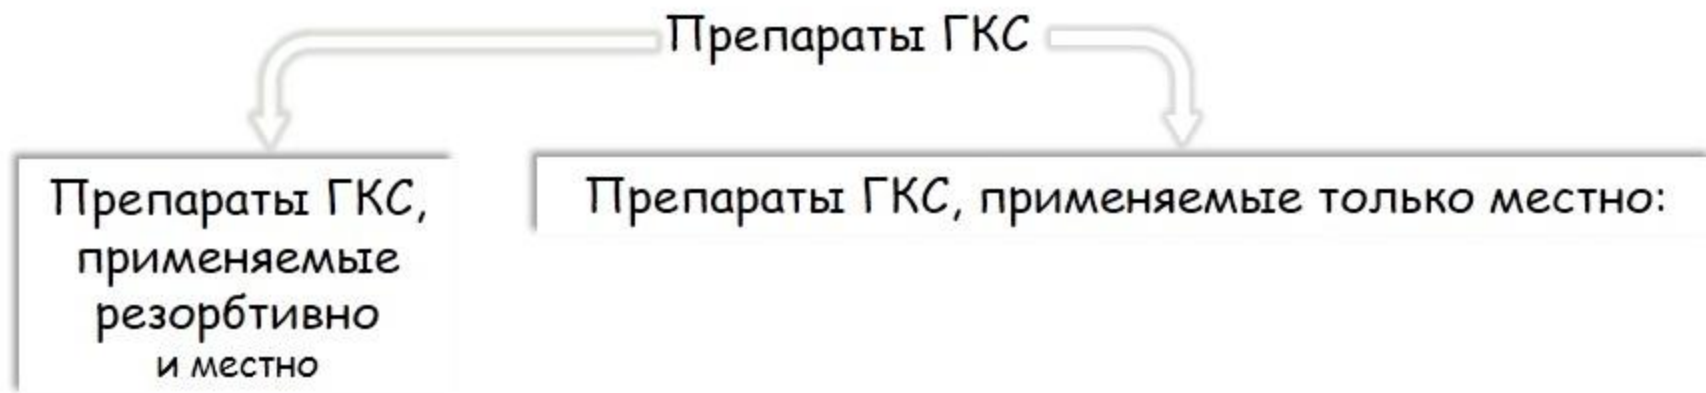 Препараты ГКС
Препараты ГКС,
применяемые
резорбтивно
и местно
Препараты ГКС, применяемые только местно: